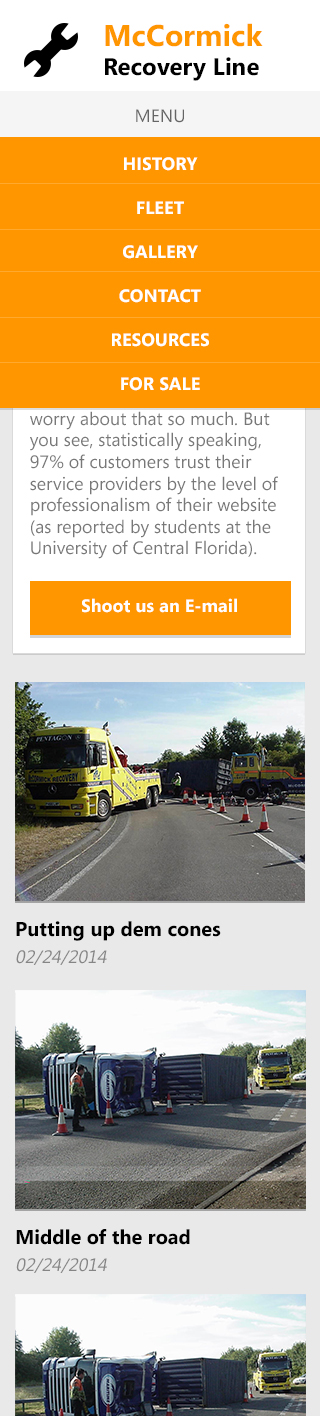 McCormick
Recovery Line
MENU
HISTORY
FLEET
GALLERY
CONTACT
RESOURCES
FOR SALE
worry about that so much. But
you see, statistically speaking,
97% of customers trust their
service providers by the level of
professionalism of their website
(as reported by students at the
University of Central Florida).
Shoot us an E-mail
PENTAGON
McCORMICK RECOVERY
Putting up dem cones
02/24/2014
Middle of the road
02/24/2014